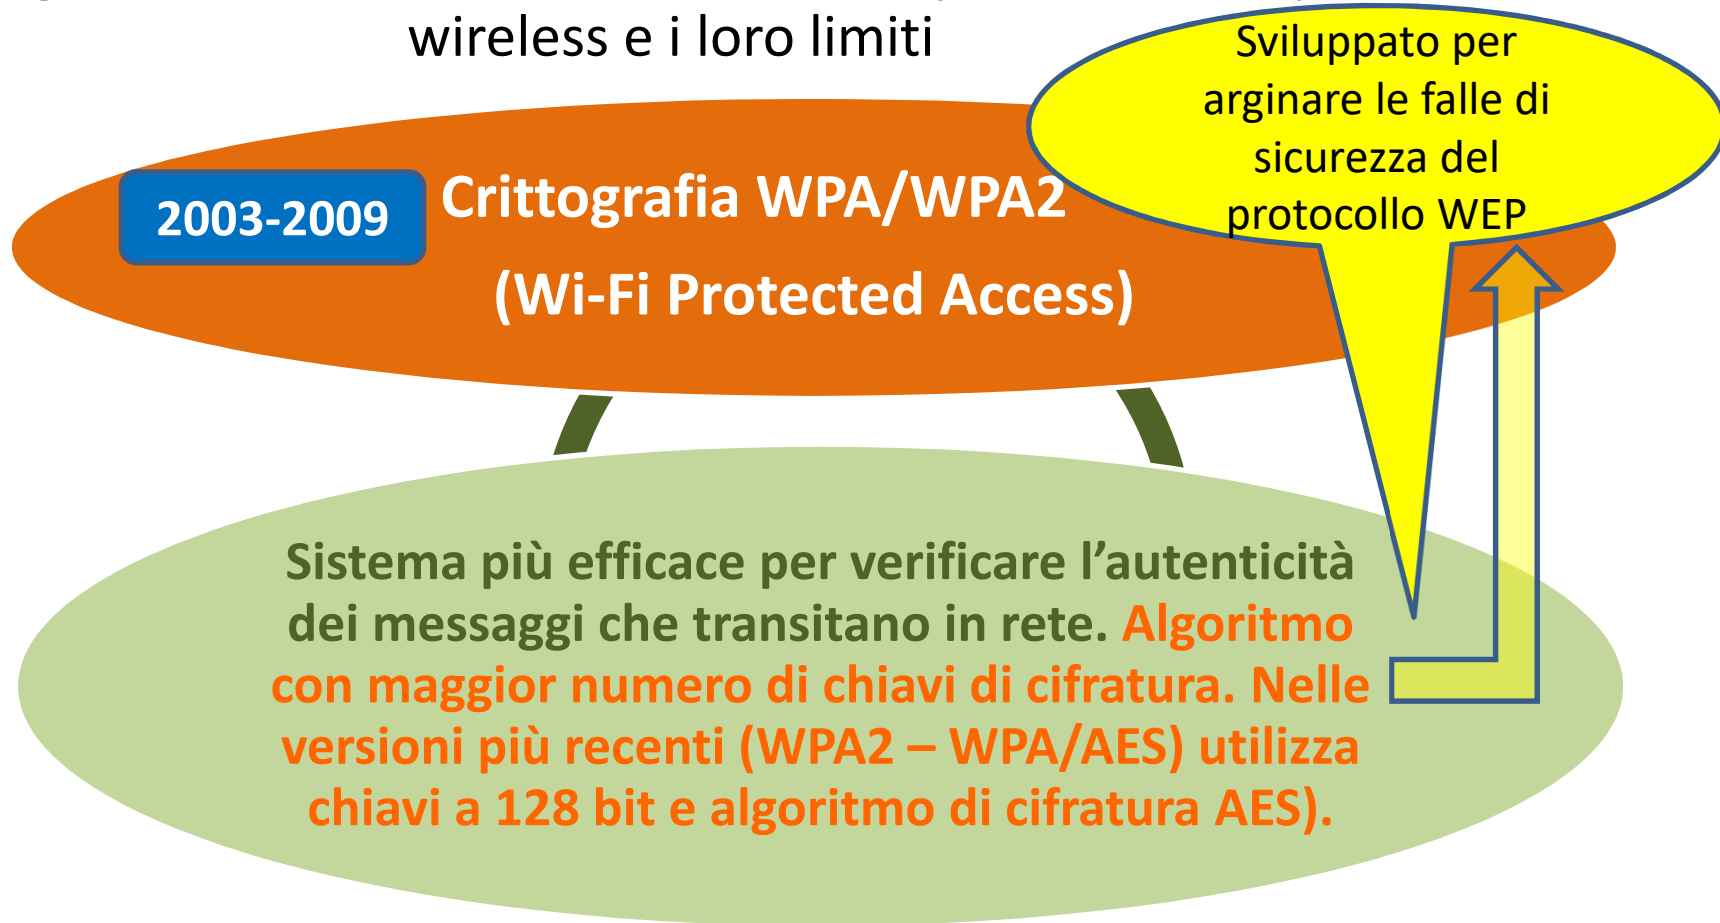 wireless e i loro limiti
Sviluppato per
arginare le falle di
sicurezza del
protocollo WEP
2003-2009
Crittografia WPA/WPA2
(Wi-Fi Protected Access)
Sistema più efficace per verificare l’autenticità
dei messaggi che transitano in rete. Algoritmo
con maggior numero di chiavi di cifratura. Nelle
versioni più recenti (WPA2 – WPA/AES) utilizza
chiavi a 128 bit e algoritmo di cifratura AES).